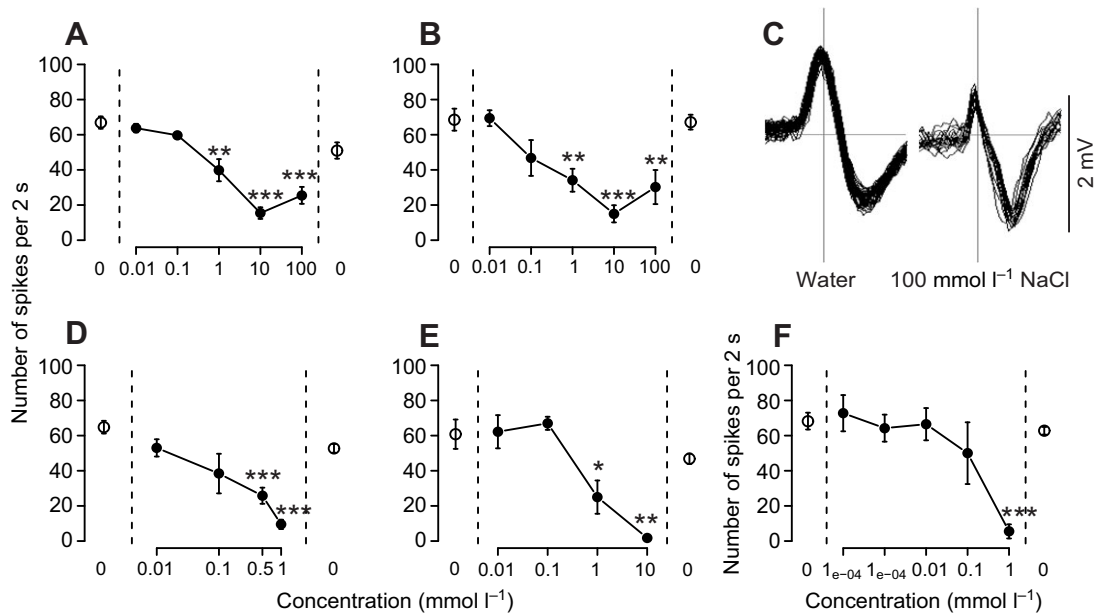 A
B
C
100
80
60
40
20
0
** *** ***
0 0.01 0.1 1 10 100 0
100
80
60
40
20
0
** *** **
0 0.01 0.1 1 10 100 0
2 mV
Water 100 mmol l⁻¹ NaCl
Number of spikes per 2 s
D
E
F
100
80
60
40
20
0
*** ***
0 0.01 0.1 0.5 1 0
100
80
60
40
20
0
* **
0 0.01 0.1 1 10 0
Number of spikes per 2 s
100
80
60
40
20
0
***
0 1e−04 1e−04 0.01 0.1 1 0
Concentration (mmol l⁻¹)
Concentration (mmol l⁻¹)